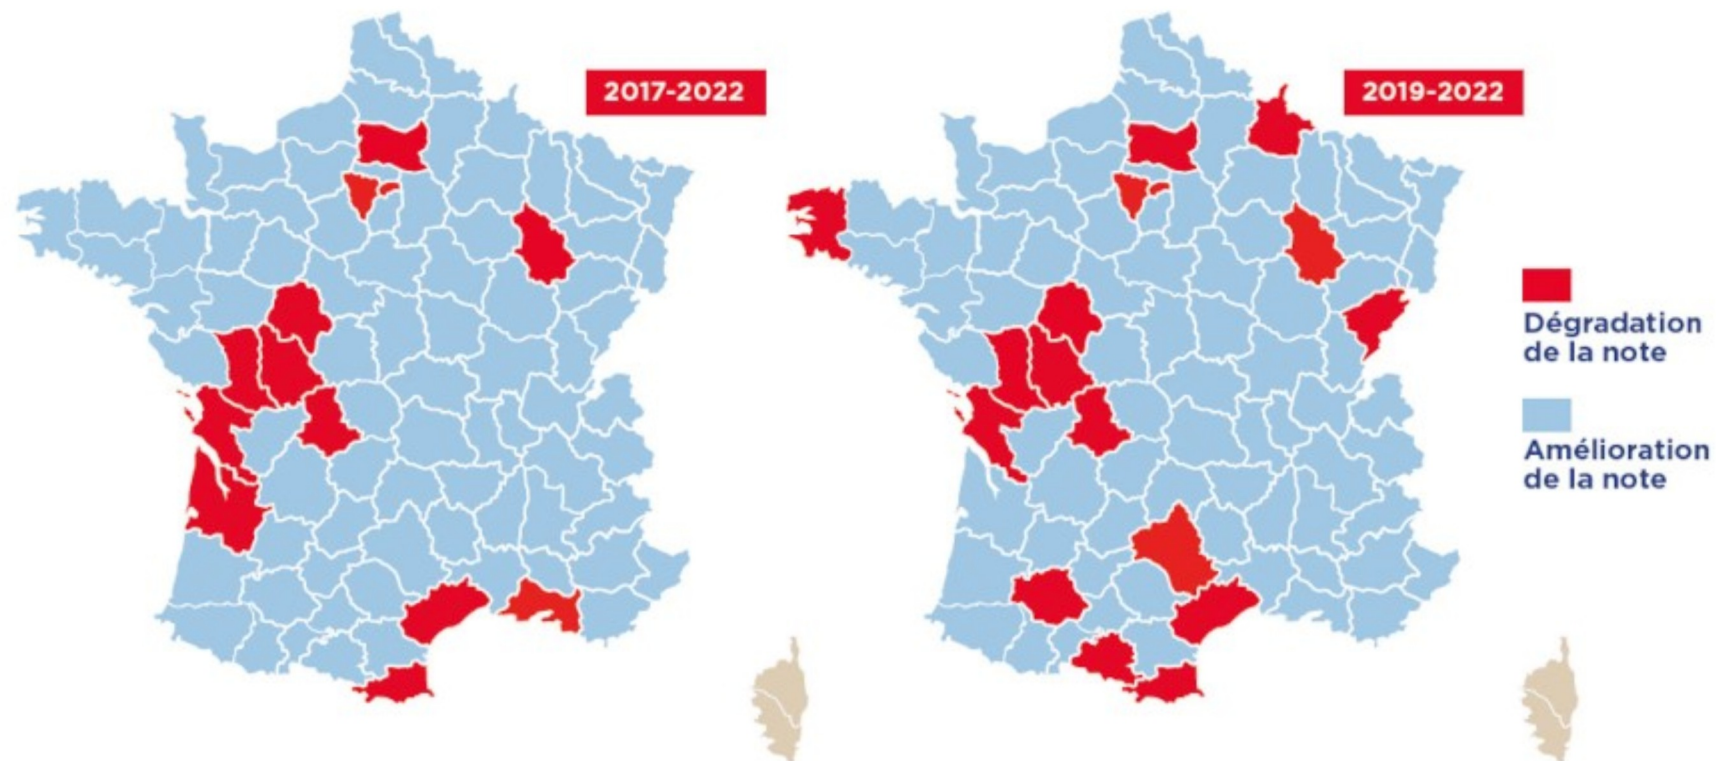 2017-2022
2019-2022
Dégradation
de la note
Amélioration
de la note